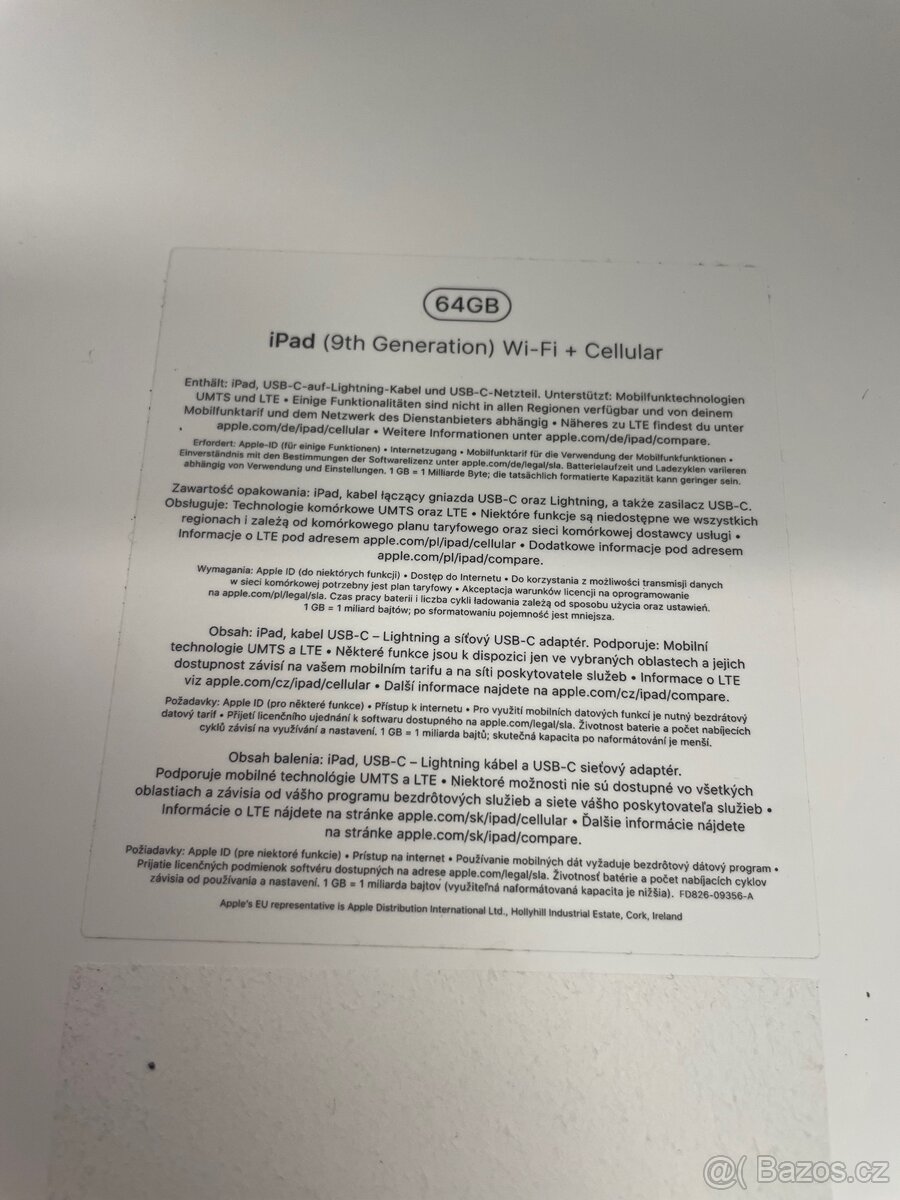 64GB
iPad (9th Generation) Wi-Fi + Cellular
Enthält: iPad, USB-C-auf-Lightning-Kabel und USB-C-Netzteil. Unterstützt: Mobilfunktechnologien
UMTS und LTE • Einige Funktionalitäten sind nicht in allen Regionen verfügbar und von deinem
Mobilfunktarif und dem Netzwerk des Dienstanbieters abhängig • Näheres zu LTE findest du unter
apple.com/de/ipad/cellular • Weitere Informationen unter apple.com/de/ipad/compare.
Erfordert: Apple-ID (für einige Funktionen) • Internetzugang • Mobilfunktarif für die Verwendung der Mobilfunkfunktionen •
Einverständnis mit den Bestimmungen der Softwarelizenz unter apple.com/de/legal/sla. Batterielaufzeit und Ladezyklen variieren
abhängig von Verwendung und Einstellungen. 1 GB = 1 Milliarde Byte; die tatsächlich formatierte Kapazität kann geringer sein.
Zawartość opakowania: iPad, kabel łączący gniazda USB-C oraz Lightning, a także zasilacz USB-C.
Obsługuje: Technologie komórkowe UMTS oraz LTE • Niektóre funkcje są niedostępne we wszystkich
regionach i zależą od komórkowego planu taryfowego oraz sieci komórkowej dostawcy usługi •
Informacje o LTE pod adresem apple.com/pl/ipad/cellular • Dodatkowe informacje pod adresem
apple.com/pl/ipad/compare.
Wymagania: Apple ID (do niektórych funkcji) • Dostęp do Internetu • Do korzystania z możliwości transmisji danych
w sieci komórkowej potrzebny jest plan taryfowy • Akceptacja warunków licencji na oprogramowanie
na apple.com/pl/legal/sla. Czas pracy baterii i liczba cykli ładowania zależą od sposobu użycia oraz ustawień.
1 GB = 1 miliard bajtów; po sformatowaniu pojemność jest mniejsza.
Obsah: iPad, kabel USB-C – Lightning a síťový USB-C adaptér. Podporuje: Mobilní
technologie UMTS a LTE • Některé funkce jsou k dispozici jen ve vybraných oblastech a jejich
dostupnost závisí na vašem mobilním tarifu a na síti poskytovatele služeb • Informace o LTE
viz apple.com/cz/ipad/cellular • Další informace najdete na apple.com/cz/ipad/compare.
Požadavky: Apple ID (pro některé funkce) • Přístup k internetu • Pro využití mobilních datových funkcí je nutný bezdrátový
datový tarif • Přijetí licenčního ujednání k softwaru dostupného na apple.com/legal/sla. Životnost baterie a počet nabíjecích
cyklů závisí na využívání a nastavení. 1 GB = 1 miliarda bajtů; skutečná kapacita po naformátování je menší.
Obsah balenia: iPad, USB-C – Lightning kábel a USB-C sieťový adaptér.
Podporuje mobilné technológie UMTS a LTE • Niektoré možnosti nie sú dostupné vo všetkých
oblastiach a závisia od vášho programu bezdrôtových služieb a siete vášho poskytovateľa služieb •
Informácie o LTE nájdete na stránke apple.com/sk/ipad/cellular • Ďalšie informácie nájdete
na stránke apple.com/sk/ipad/compare.
Požiadavky: Apple ID (pre niektoré funkcie) • Prístup na internet • Používanie mobilných dát vyžaduje bezdrôtový dátový program •
Prijatie licenčných podmienok softvéru dostupných na adrese apple.com/legal/sla. Životnosť batérie a počet nabíjacích cyklov
závisia od používania a nastavení. 1 GB = 1 miliarda bajtov (využiteľná naformátovaná kapacita je nižšia). FD826-09356-A
Apple's EU representative is Apple Distribution International Ltd., Hollyhill Industrial Estate, Cork, Ireland
@( Bazos.cz